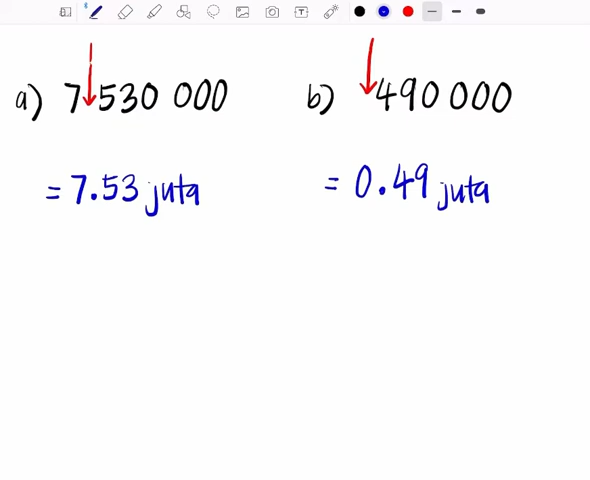 a) 7 530 000
= 7.53 juta
b) 490 000
= 0.49 juta